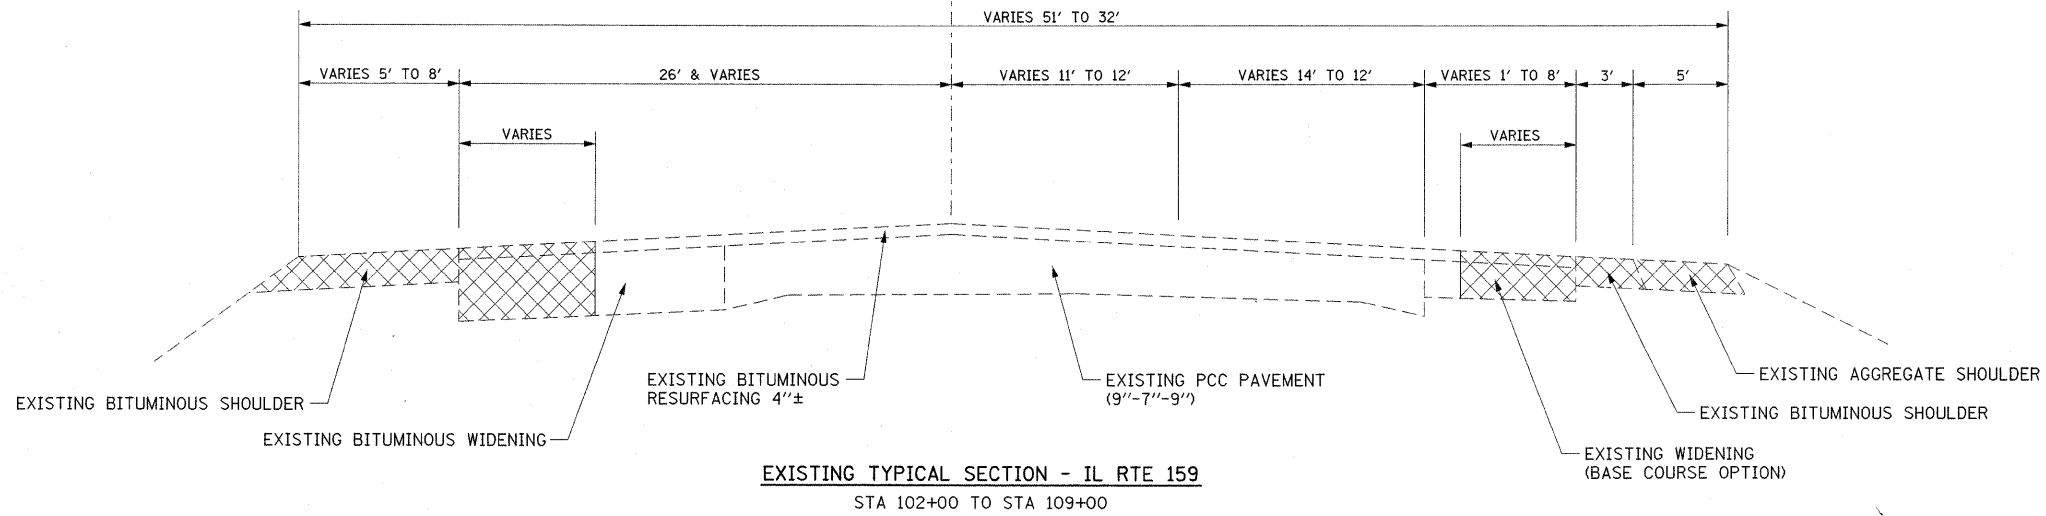 VARIES 51' TO 32'
VARIES 5' TO 8'
26' & VARIES
VARIES 11' TO 12'
VARIES 14' TO 12'
VARIES 1' TO 8'
3'
5'
VARIES
VARIES
EXISTING BITUMINOUS SHOULDER
EXISTING BITUMINOUS WIDENING
EXISTING BITUMINOUS
RESURFACING 4"±
EXISTING PCC PAVEMENT
(9"-7"-9")
EXISTING AGGREGATE SHOULDER
EXISTING BITUMINOUS SHOULDER
EXISTING WIDENING
(BASE COURSE OPTION)
EXISTING TYPICAL SECTION - IL RTE 159
STA 102+00 TO STA 109+00